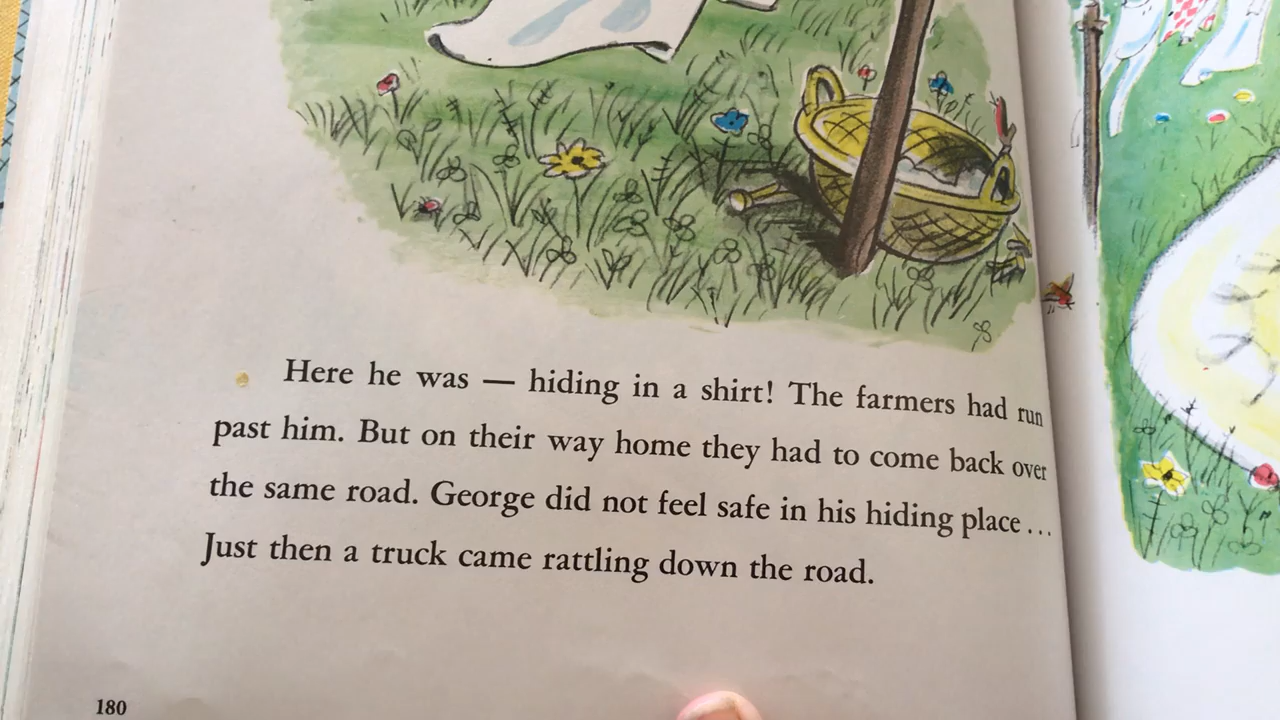 Here he was — hiding in a shirt! The farmers had run
past him. But on their way home they had to come back over
the same road. George did not feel safe in his hiding place ...
Just then a truck came rattling down the road.
180